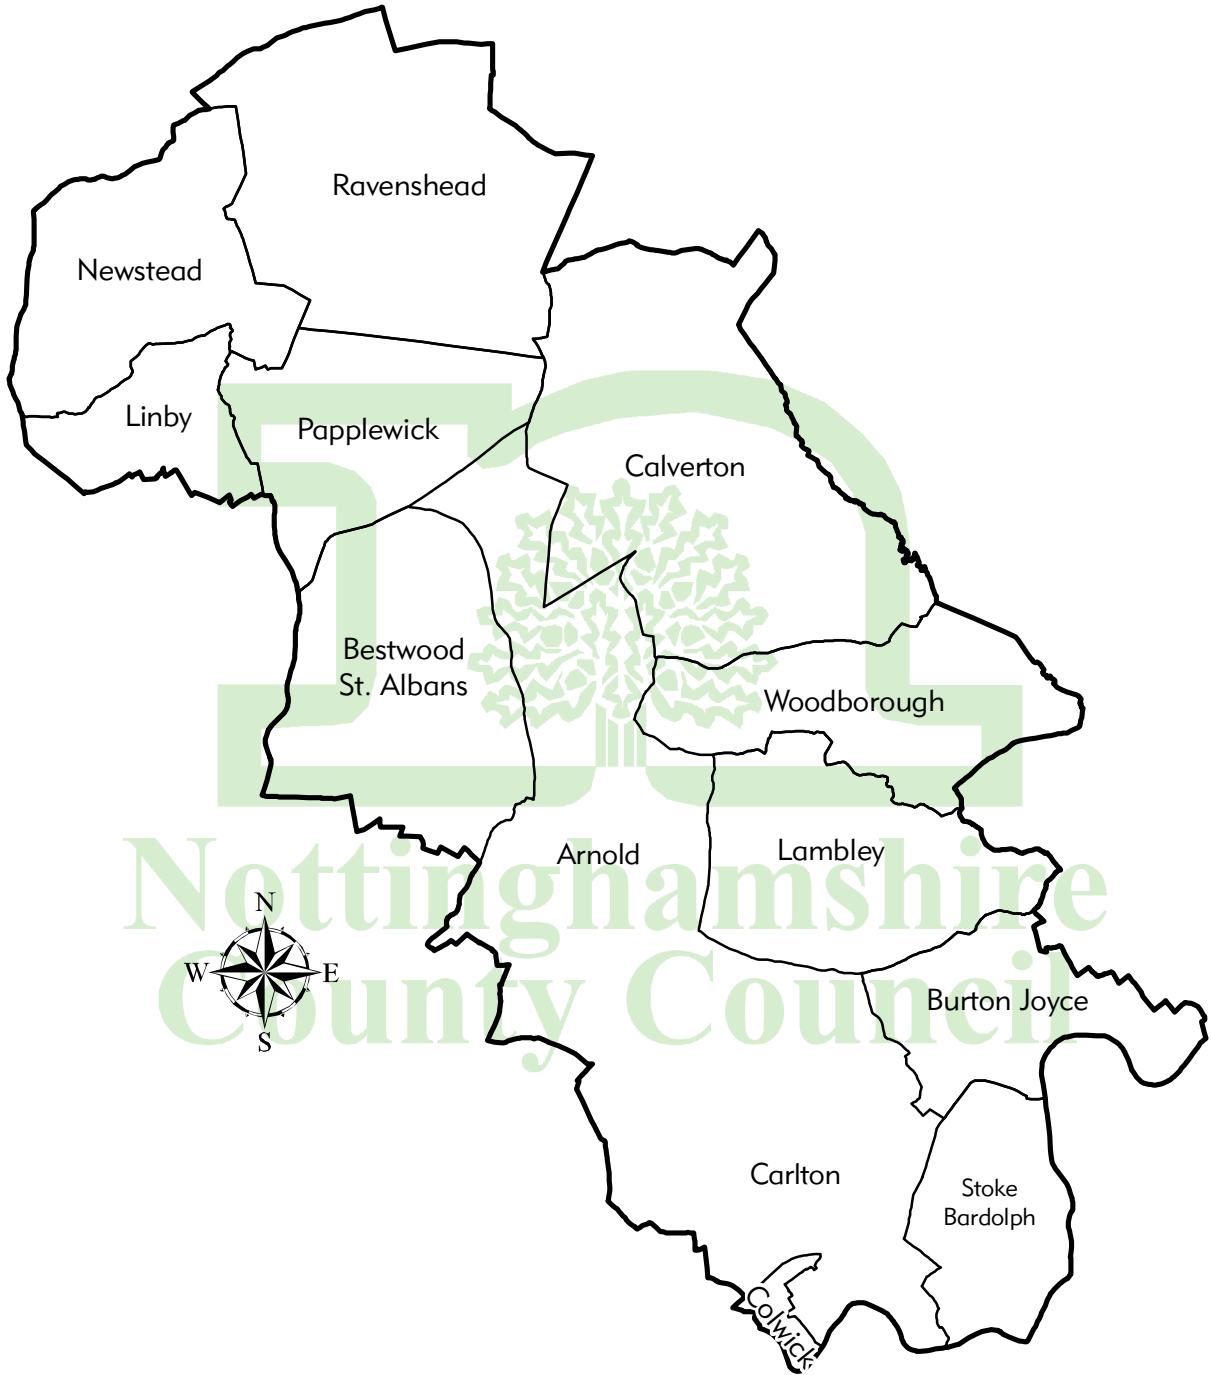 Ravenshead
Newstead
Linby
Papplewick
Calverton
Bestwood
St. Albans
Woodborough
Arnold
Lambley
Nottinghamshire
County Council
N
W
E
S
Burton Joyce
Carlton
Stoke
Bardolph
Colwick